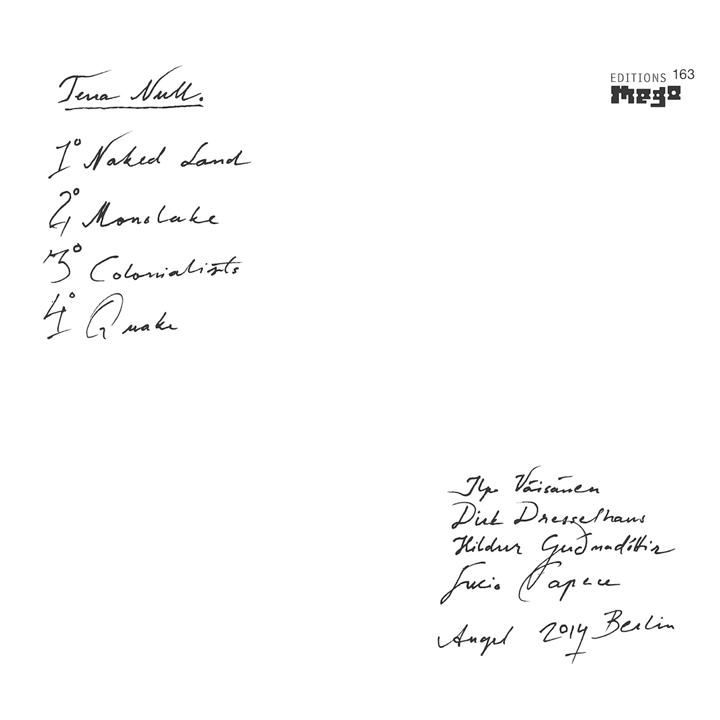 Terra Null.
EDITIONS 163
mego
1° Naked Land
2° Monolake
3° Colonialists
4° Quake
Ilpo Väisänen
Dirk Dresselhaus
Hildur Guðnadóttir
Lucio Capece
Angel 2014 Berlin